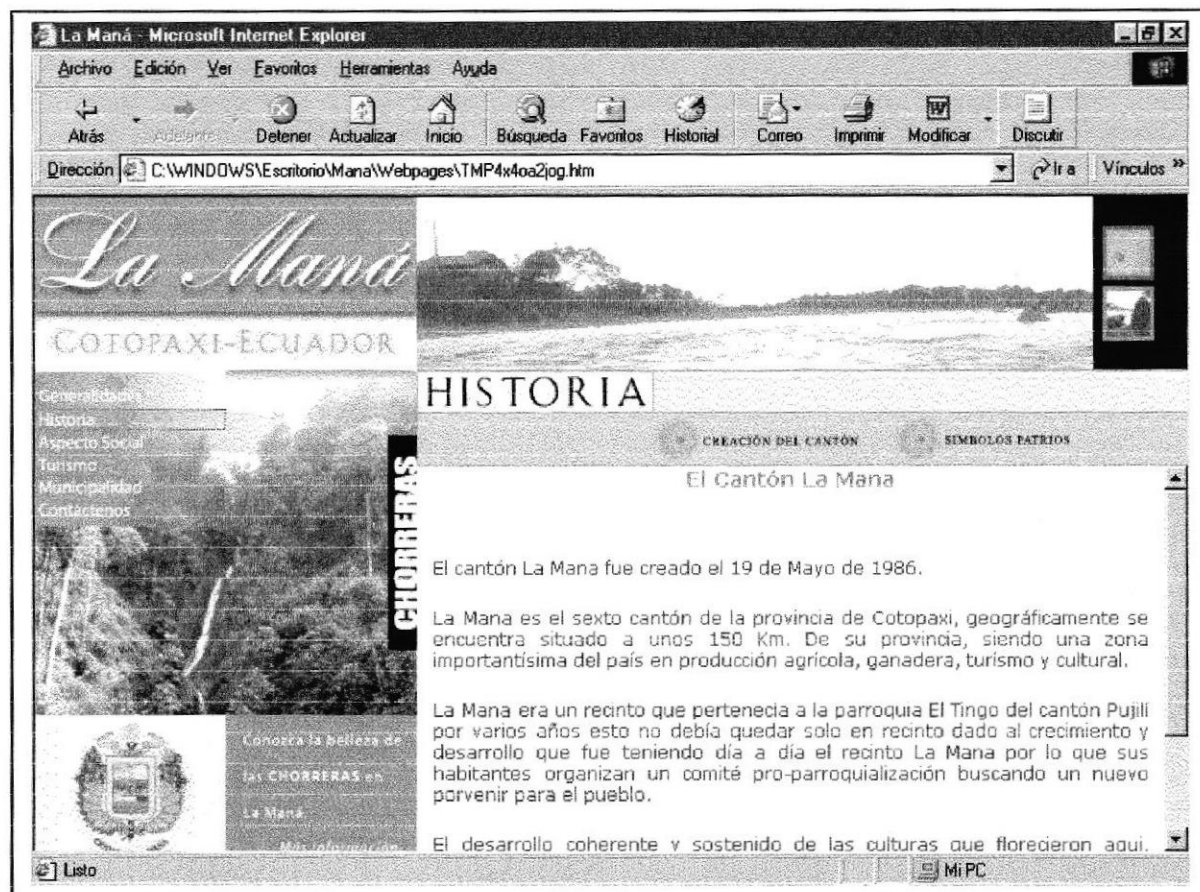 La Maná - Microsoft Internet Explorer
Archivo Edición Ver Favoritos Herramientas Ayuda
Atrás Adelante Detener Actualizar Inicio Búsqueda Favoritos Historial Correo Imprimir Modificar Discutir
Dirección C:\WINDOWS\Escritorio\Mana\Webpages\TMP4x4oa2jog.htm Ir a Vínculos »
La Maná
COTOPAXI-ECUADOR
Generalidades
Historia
Aspecto Social
Turismo
Municipalidad
Contáctenos
CHORRERAS
Conozca la belleza de
las CHORRERAS en
La Maná
Más información
HISTORIA
CREACIÓN DEL CANTÓN SIMBOLOS PATRIOS
El Cantón La Mana
El cantón La Mana fue creado el 19 de Mayo de 1986.
La Mana es el sexto cantón de la provincia de Cotopaxi, geográficamente se
encuentra situado a unos 150 Km. De su provincia, siendo una zona
importantísima del país en producción agrícola, ganadera, turismo y cultural.
La Mana era un recinto que pertenecía a la parroquia El Tingo del cantón Pujilí
por varios años esto no debía quedar solo en recinto dado al crecimiento y
desarrollo que fue teniendo día a día el recinto La Mana por lo que sus
habitantes organizan un comité pro-parroquialización buscando un nuevo
porvenir para el pueblo.
El desarrollo coherente y sostenido de las culturas que florecieron aquí.
Listo Mi PC